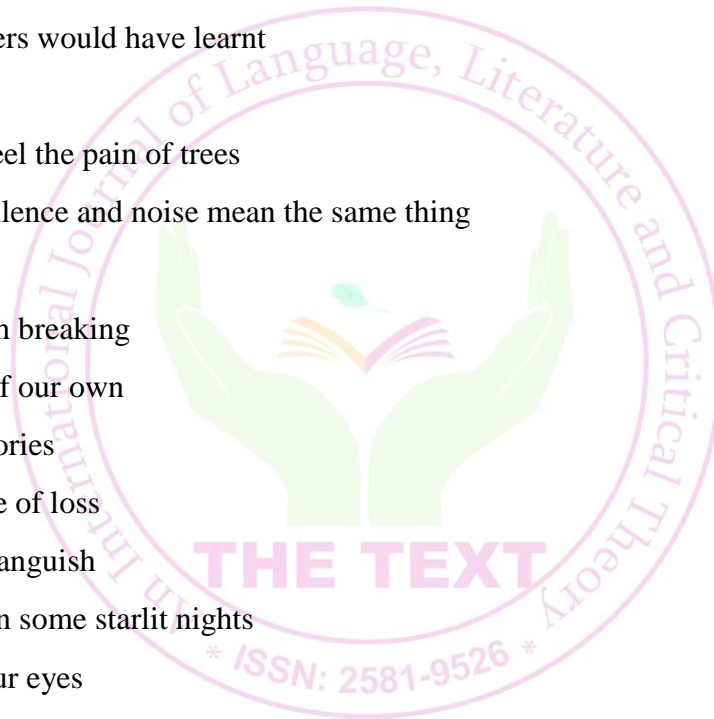 ers would have learnt
eel the pain of trees
ilence and noise mean the same thing
n breaking
f our own
ories
e of loss
anguish
n some starlit nights
ur eyes
An International Journal of Language, Literature and Critical Theory
THE TEXT
* ISSN: 2581-9526 *